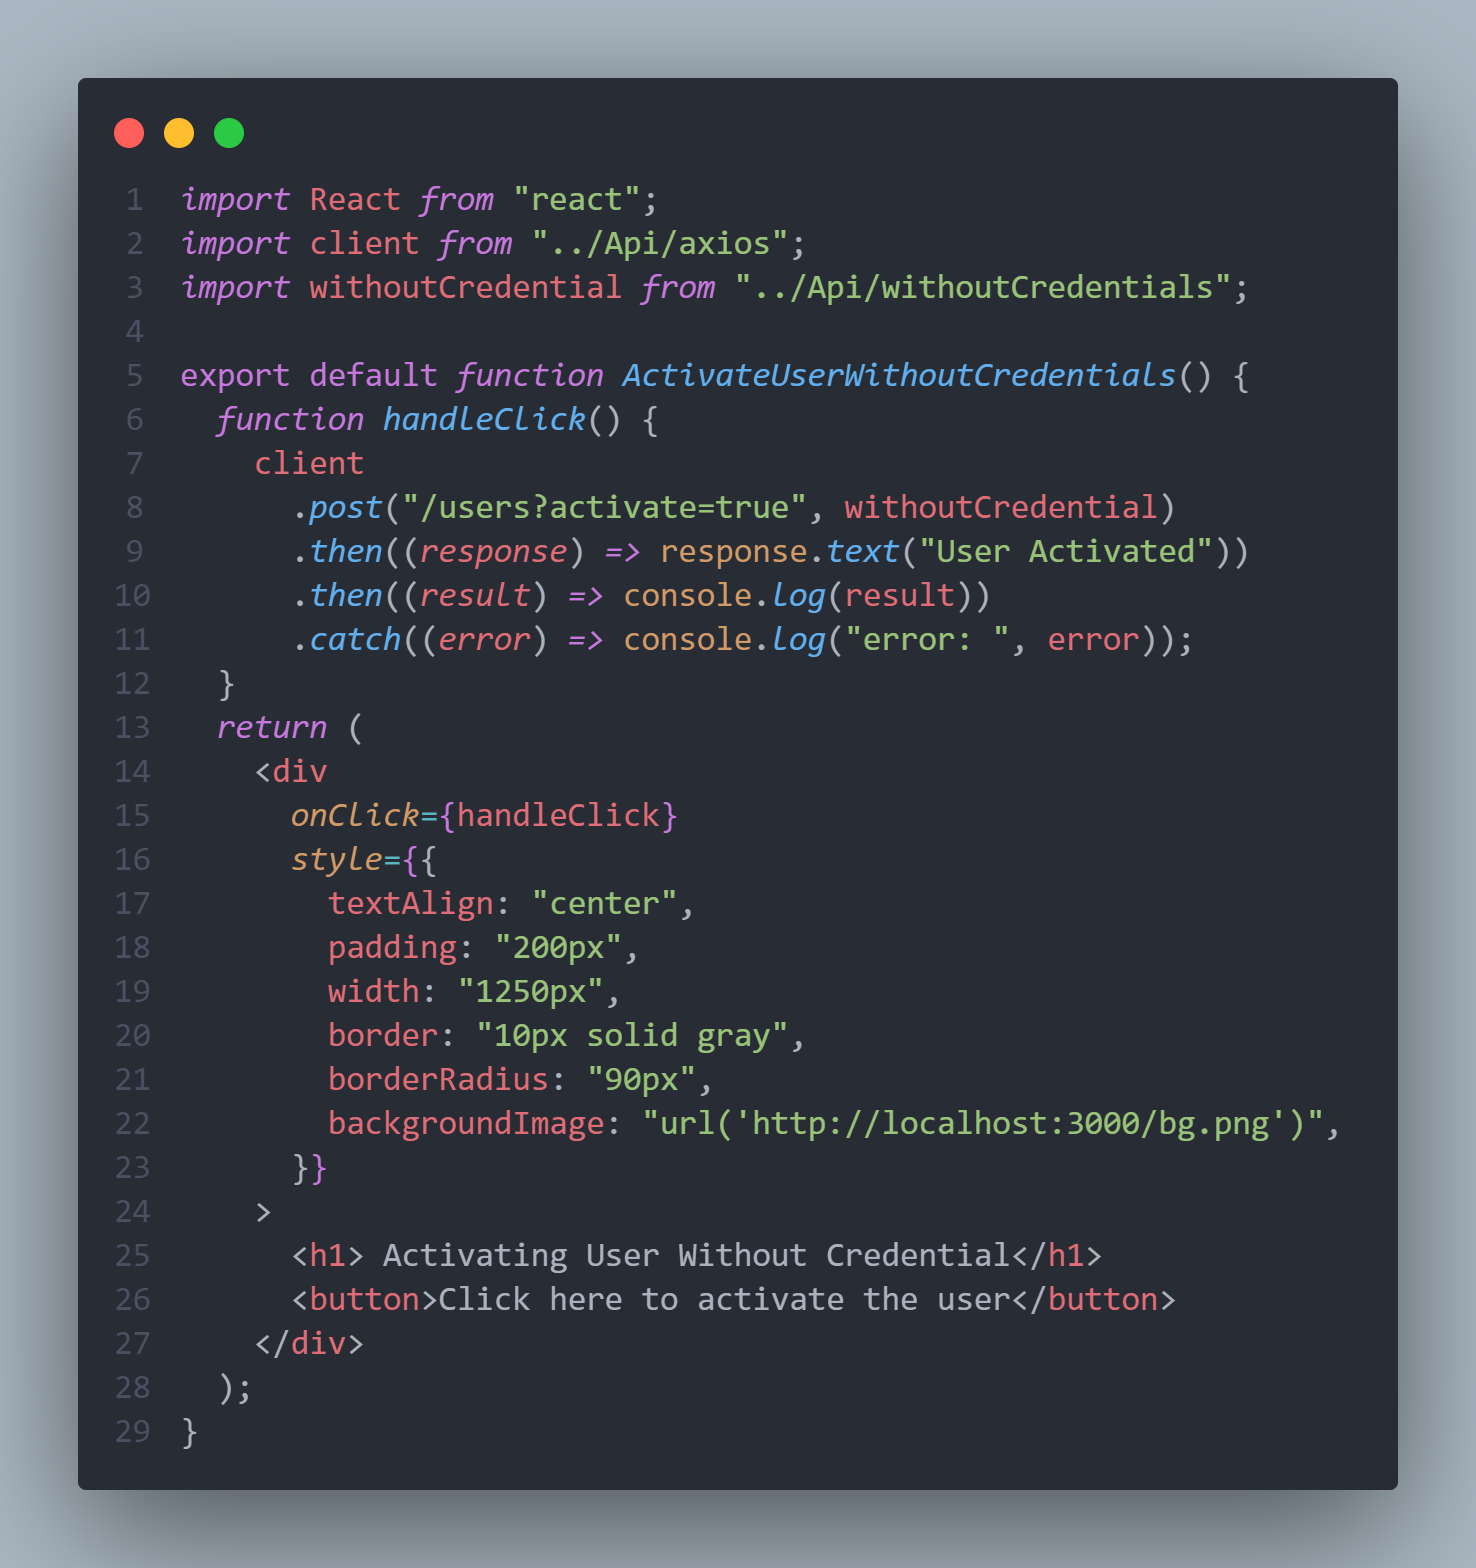 1 import React from "react";
2 import client from "../Api/axios";
3 import withoutCredential from "../Api/withoutCredentials";
4
5 export default function ActivateUserWithoutCredentials() {
6   function handleClick() {
7     client
8       .post("/users?activate=true", withoutCredential)
9       .then((response) => response.text("User Activated"))
10       .then((result) => console.log(result))
11       .catch((error) => console.log("error: ", error));
12   }
13   return (
14     <div
15       onClick={handleClick}
16       style={{
17         textAlign: "center",
18         padding: "200px",
19         width: "1250px",
20         border: "10px solid gray",
21         borderRadius: "90px",
22         backgroundImage: "url('http://localhost:3000/bg.png')",
23       }}
24     >
25       <h1> Activating User Without Credential</h1>
26       <button>Click here to activate the user</button>
27     </div>
28   );
29 }